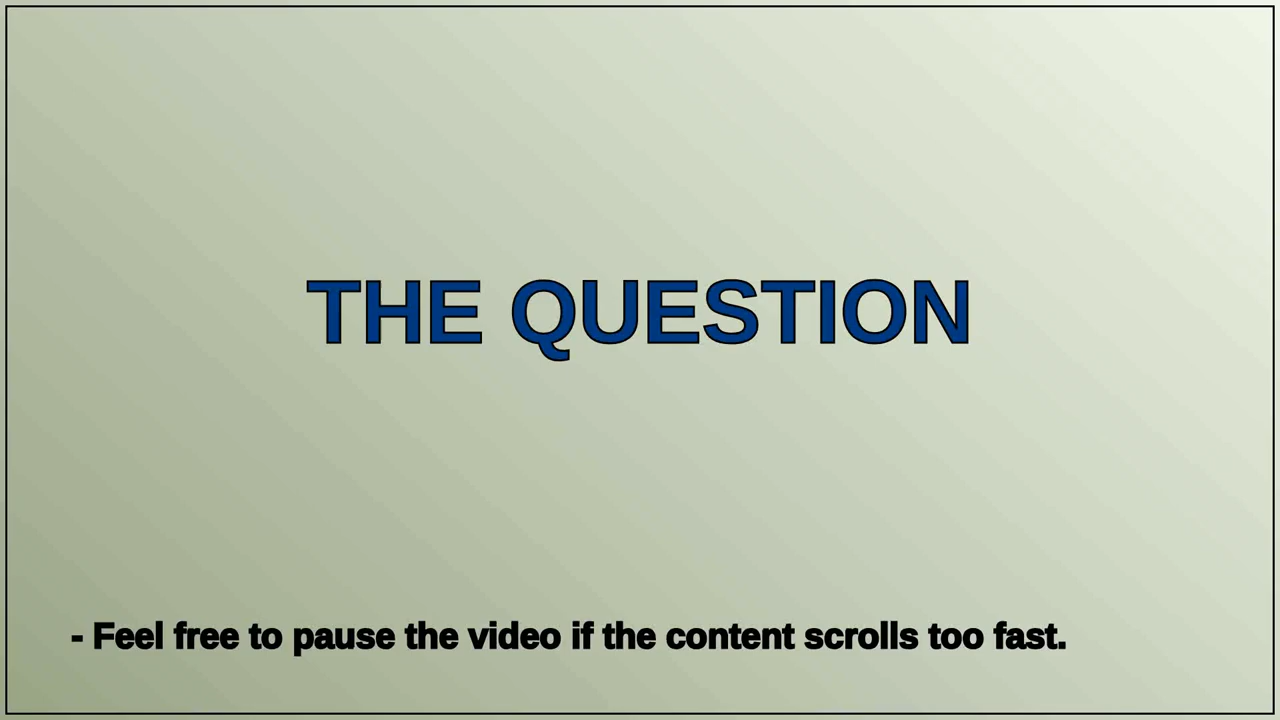 THE QUESTION
- Feel free to pause the video if the content scrolls too fast.